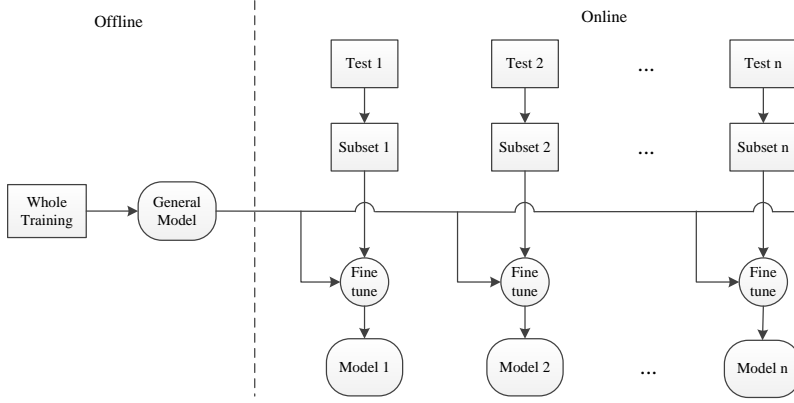 Offline
Online
Test 1
Test 2
...
Test n
Subset 1
Subset 2
...
Subset n
Whole
Training
General
Model
Fine
tune
Fine
tune
Fine
tune
Model 1
Model 2
...
Model n